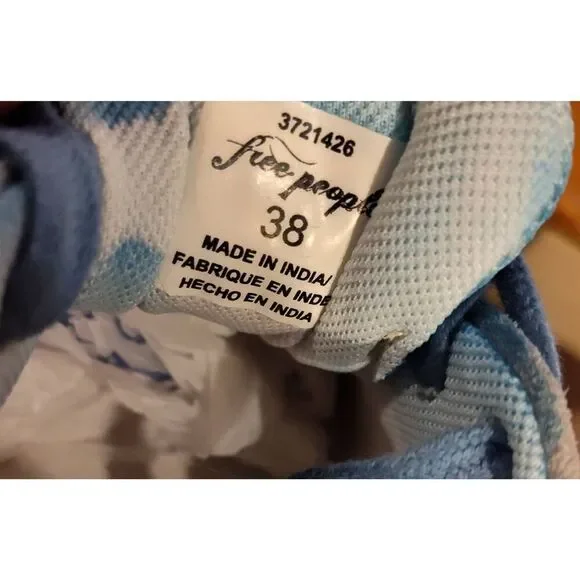 3721426
free people
38
MADE IN INDIA/
FABRIQUE EN INDE
HECHO EN INDIA